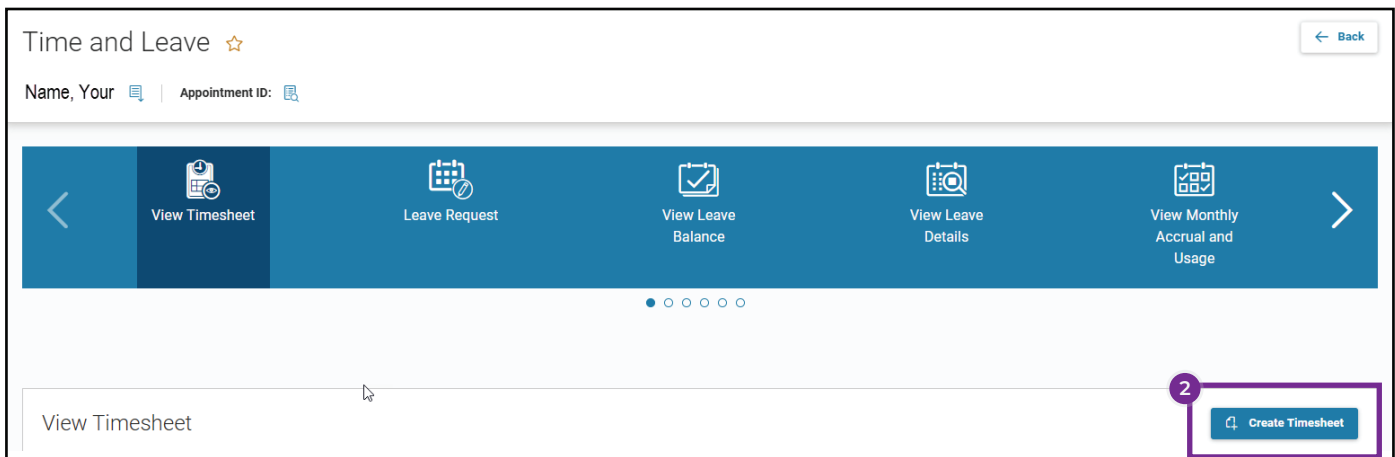 Time and Leave
Back
Name, Your
Appointment ID:
View Timesheet
Leave Request
View Leave
Balance
View Leave
Details
View Monthly
Accrual and
Usage
2
View Timesheet
Create Timesheet